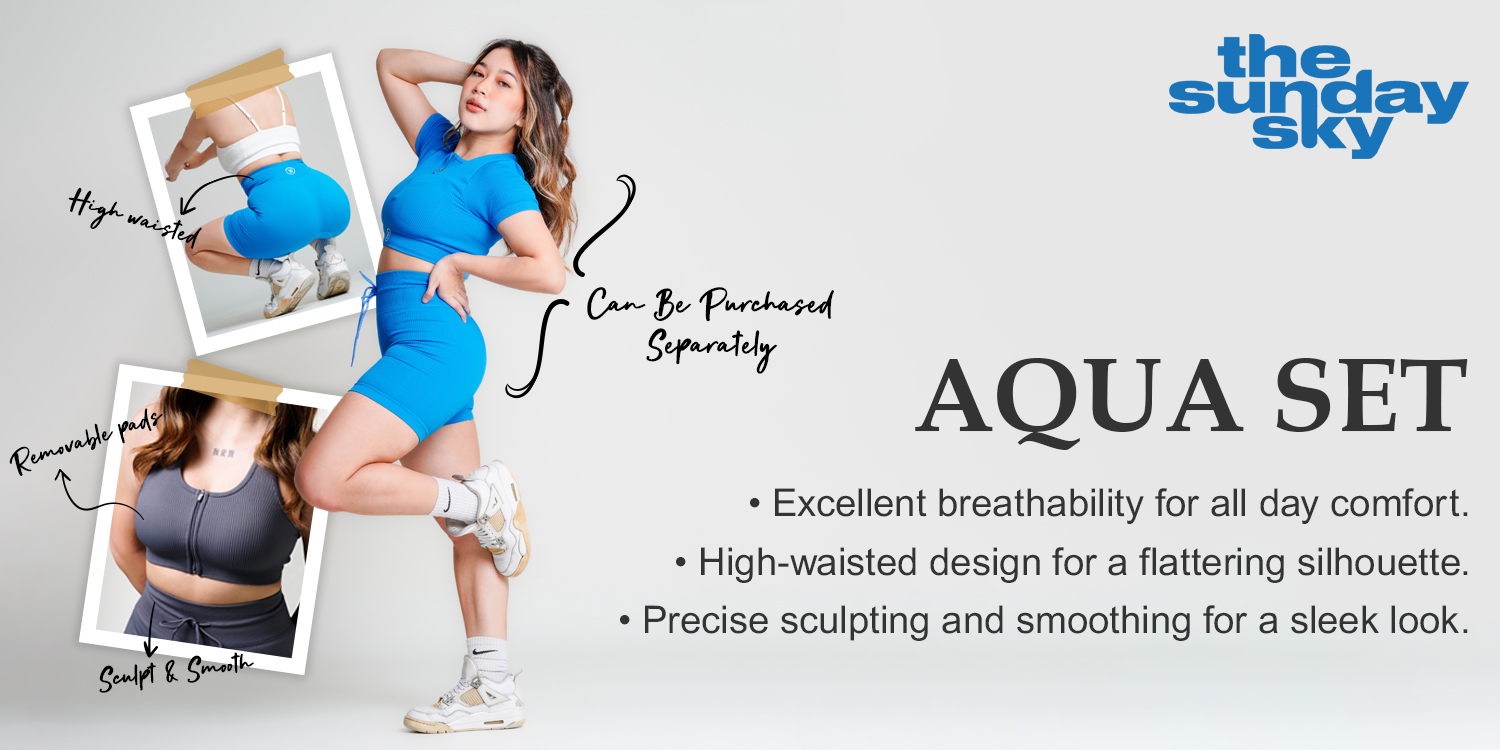 the
sunday
sky
High waisted
Can Be Purchased
Separately
Removable pads
Sculpt & Smooth
AQUA SET
• Excellent breathability for all day comfort.
• High-waisted design for a flattering silhouette.
• Precise sculpting and smoothing for a sleek look.